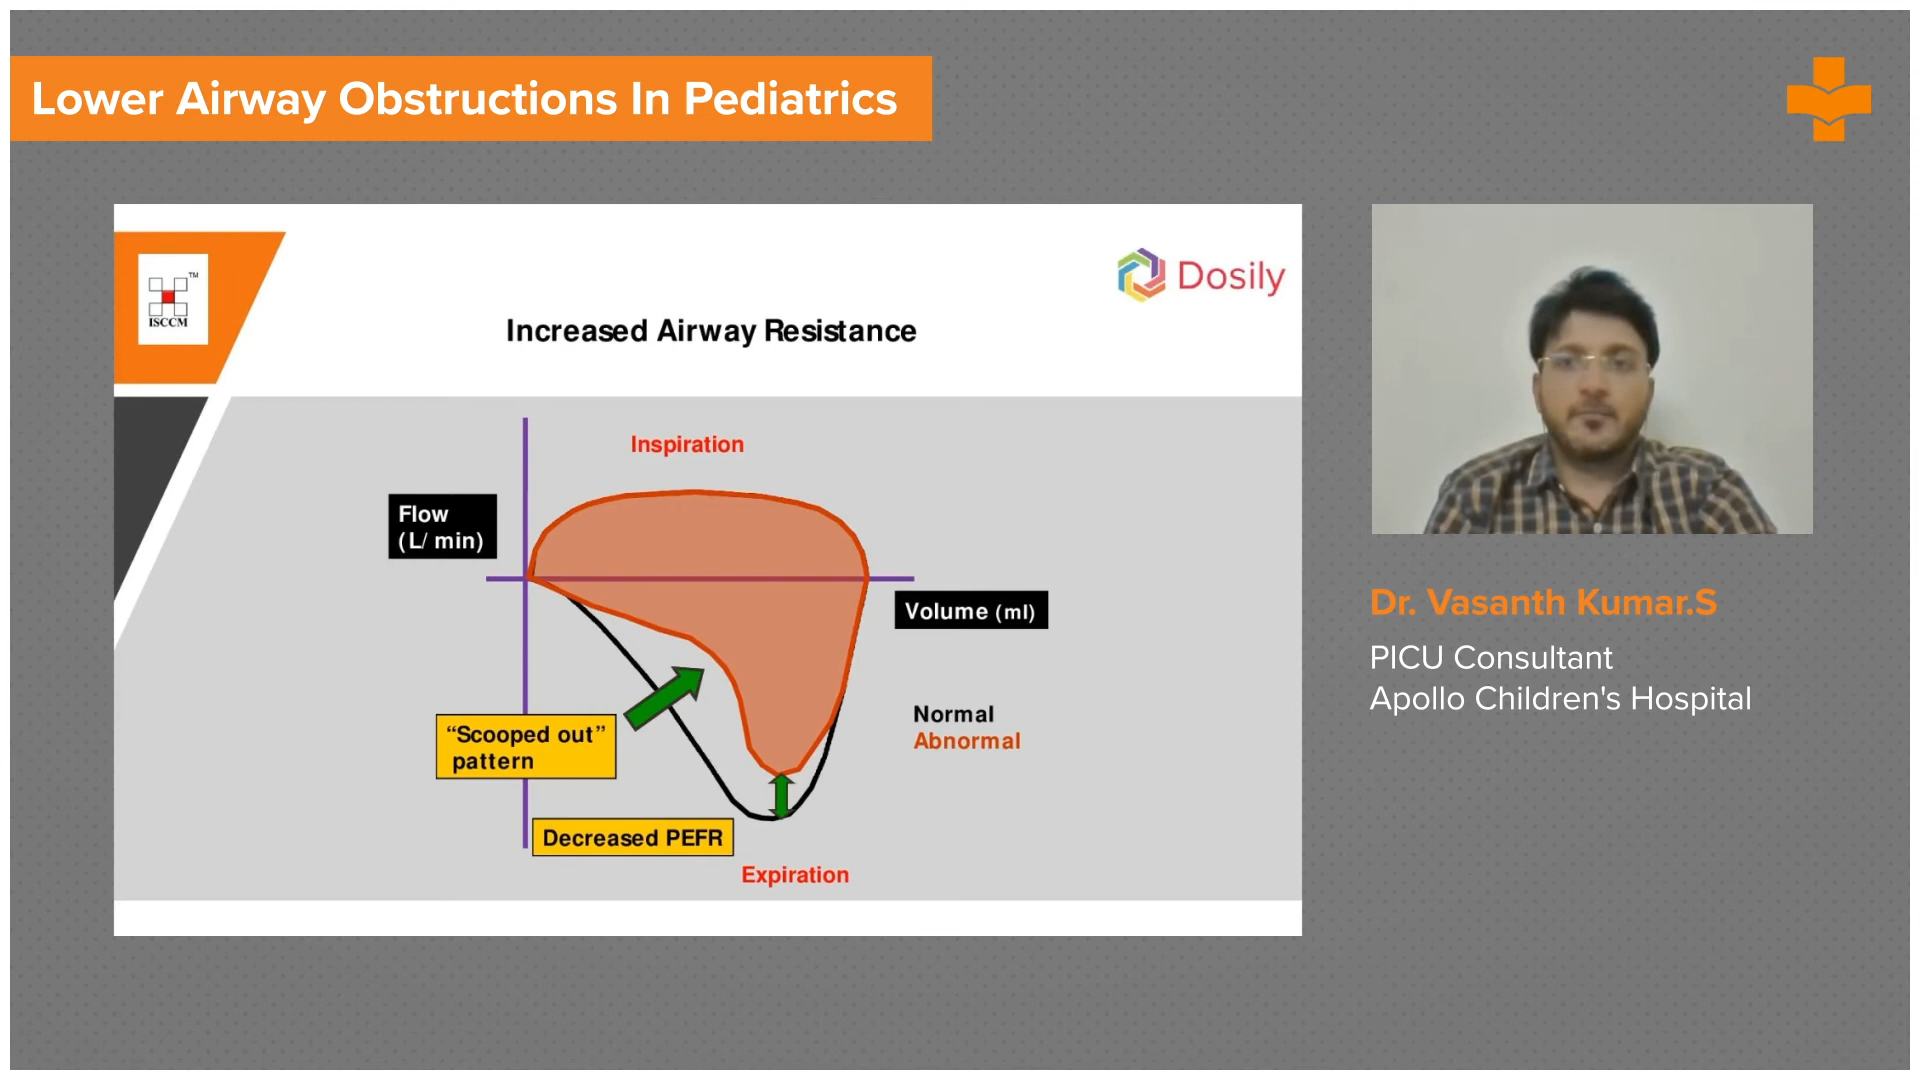 Lower Airway Obstructions In Pediatrics
TM
ISCCM
Dosily
Increased Airway Resistance
Inspiration
Flow
(L/ min)
Volume (ml)
“Scooped out”
pattern
Normal
Abnormal
Decreased PEFR
Expiration
Dr. Vasanth Kumar.S
PICU Consultant
Apollo Children's Hospital